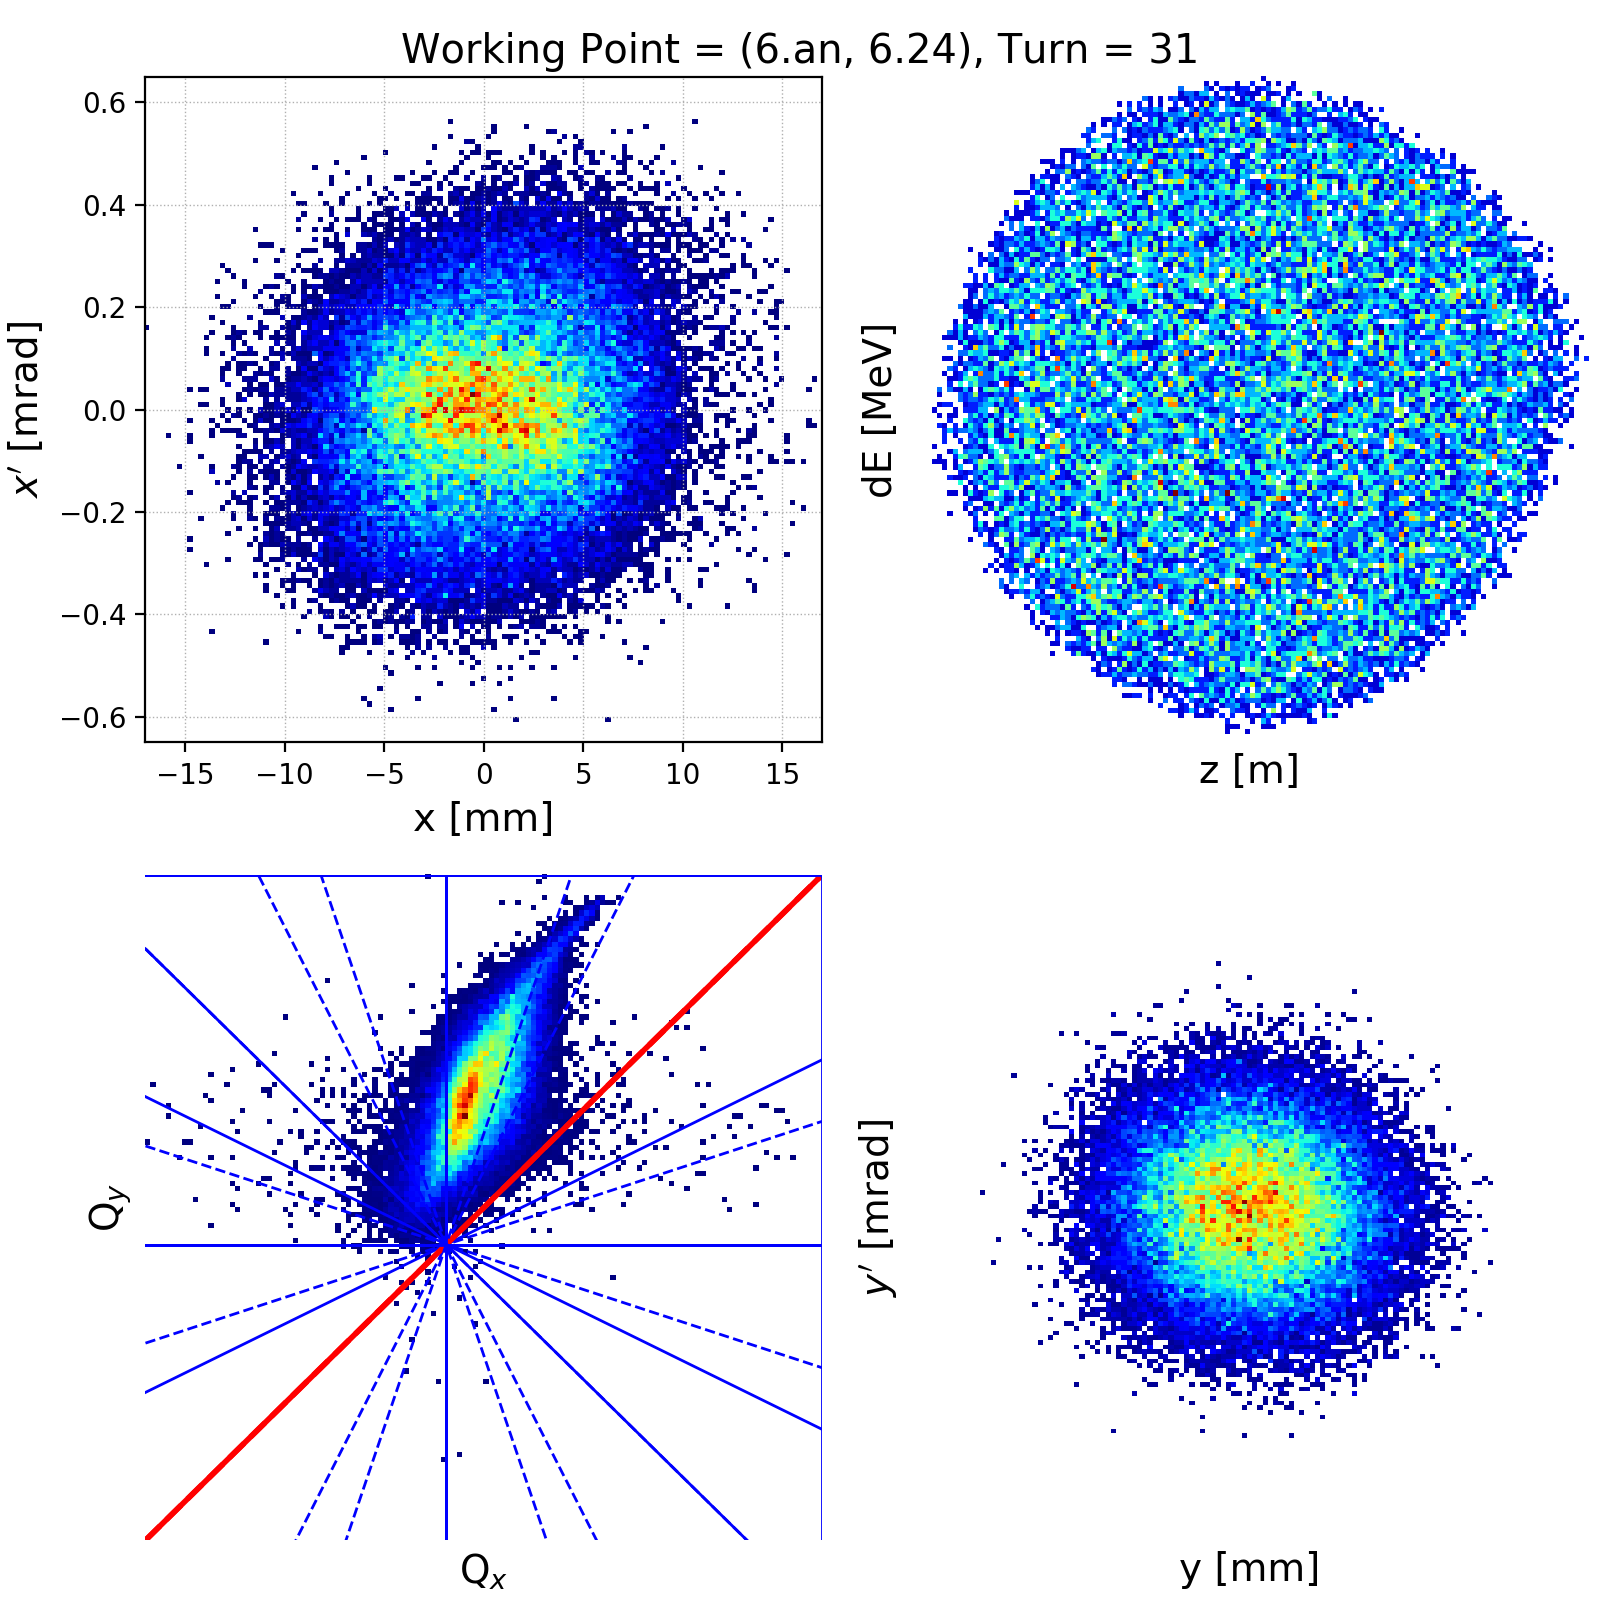 Working Point = (6.an, 6.24), Turn = 31
0.6
0.4
0.2
0.0
−0.2
−0.4
−0.6
x′ [mrad]
−15 −10 −5 0 5 10 15
x [mm]
dE [MeV]
z [m]
Qy
Qx
y′ [mrad]
y [mm]